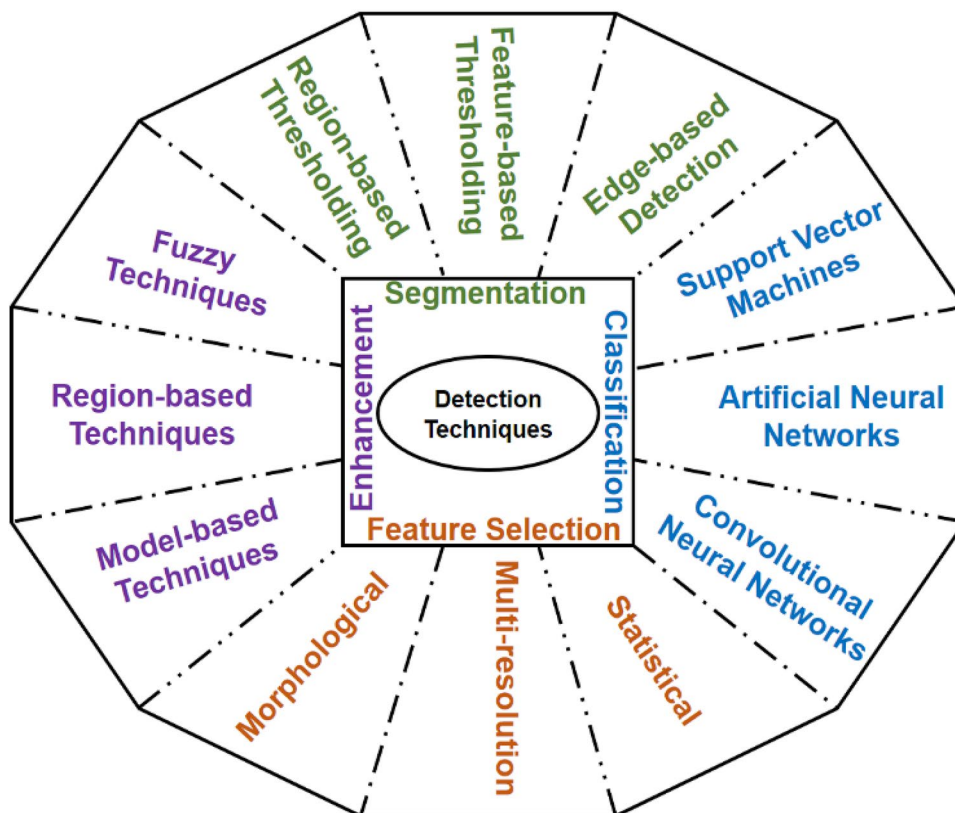 Region-based
Thresholding
Feature-based
Thresholding
Edge-based
Detection
Fuzzy
Techniques
Support Vector
Machines
Segmentation
Enhancement
Classification
Detection
Techniques
Region-based
Techniques
Artificial Neural
Networks
Feature Selection
Model-based
Techniques
Convolutional
Neural Networks
Morphological
Multi-resolution
Statistical